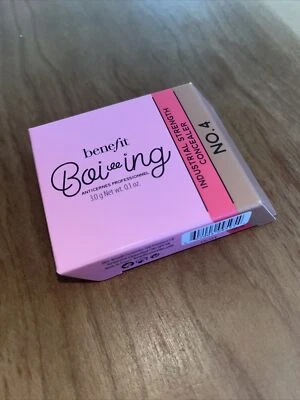 benefit
Boi-ing
ANTICERNES PROFESSIONNEL
3.0 g Net wt. 0.1 oz.
INDUSTRIAL STRENGTH
CONCEALER
NO.4